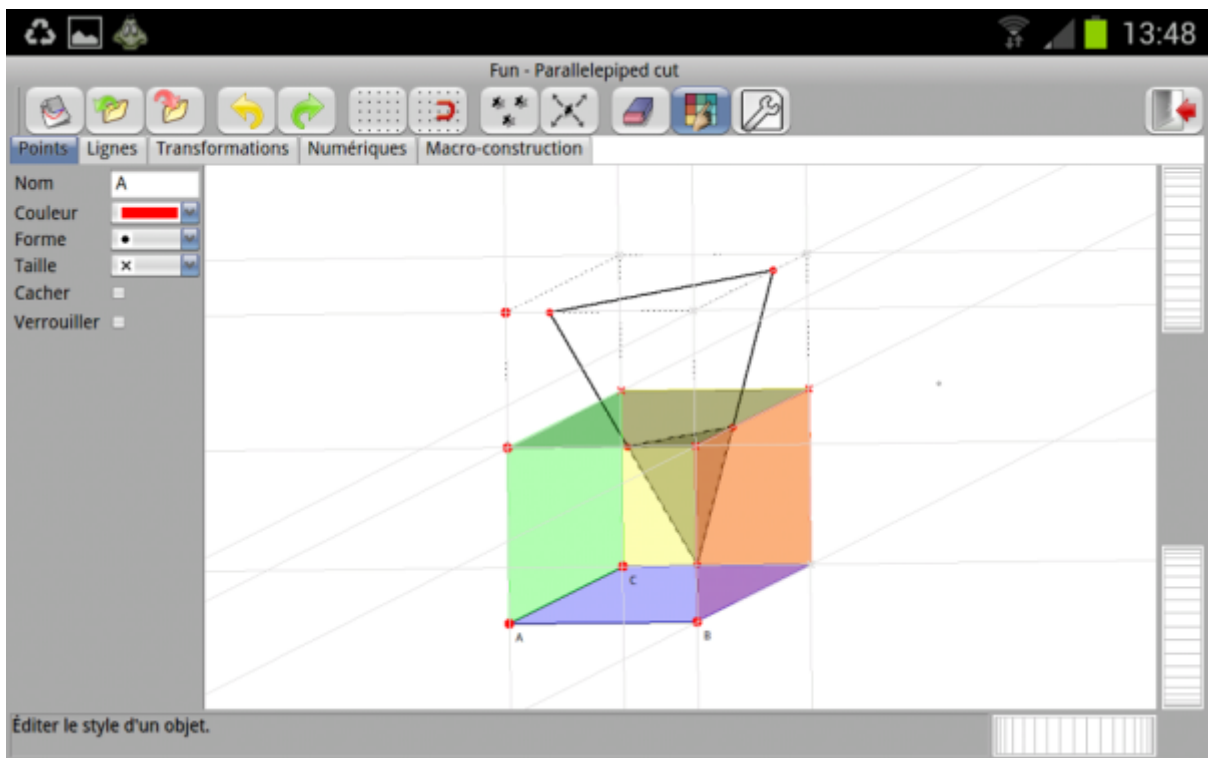 13:48
Fun - Parallelepiped cut
Points Lignes Transformations Numériques Macro-construction
Nom A
Couleur
Forme
Taille
Cacher
Verrouiller
C
A B
Éditer le style d'un objet.